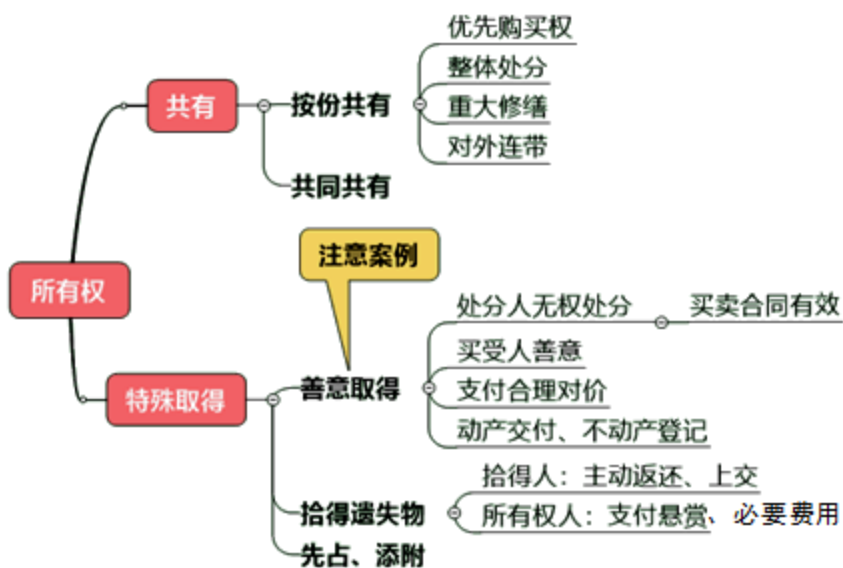 优先购买权
整体处分
共有
按份共有
重大修缮
对外连带
共同共有
注意案例
所有权
处分人无权处分
买卖合同有效
买受人善意
特殊取得
善意取得
支付合理对价
动产交付、不动产登记
拾得人：主动返还、上交
拾得遗失物
所有权人：支付悬赏、必要费用
先占、添附